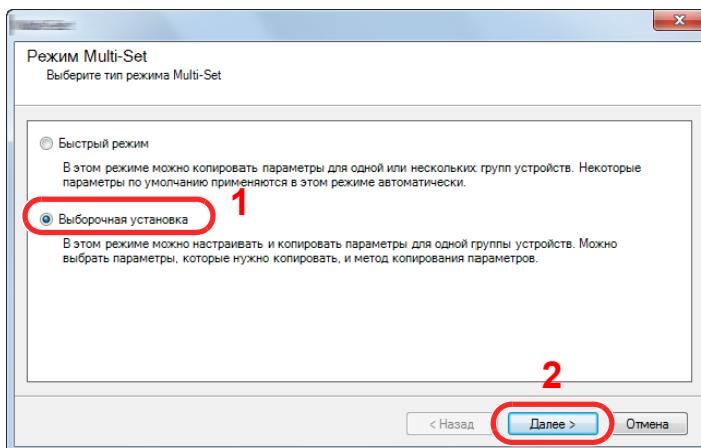 Режим Multi-Set
Выберите тип режима Multi-Set
Быстрый режим
В этом режиме можно копировать параметры для одной или нескольких групп устройств. Некоторые
параметры по умолчанию применяются в этом режиме автоматически.
1
Выборочная установка
В этом режиме можно настраивать и копировать параметры для одной группы устройств. Можно
выбрать параметры, которые нужно копировать, и метод копирования параметров.
2
< Назад Далее > Отмена